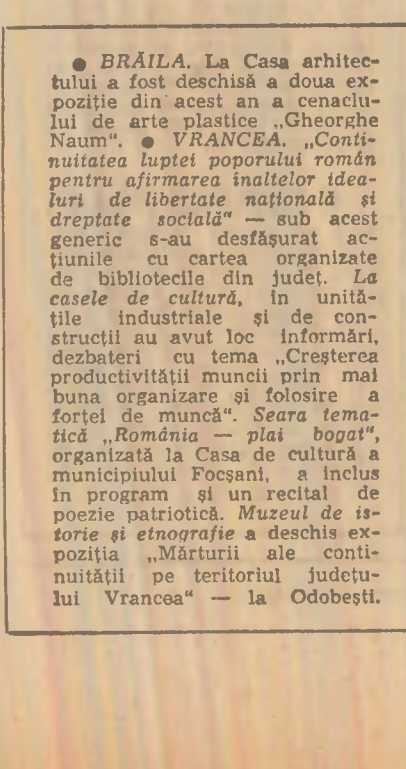 ● BRĂILA. La Casa arhitec-
tului a fost deschisă a doua ex-
poziție din acest an a cenaclu-
lui de arte plastice „Gheorghe
Naum“. ● VRANCEA. „Conti-
nuitatea luptei poporului român
pentru afirmarea înaltelor idea-
luri de libertate națională și
dreptate socială“ — sub acest
generic s-au desfășurat ac-
țiunile cu cartea organizate
de bibliotecile din județ. La
casele de cultură, în unită-
țile industriale și de con-
strucții au avut loc informări,
dezbateri cu tema „Creșterea
productivității muncii prin mai
buna organizare și folosire a
forței de muncă“. Seara tema-
tică „România — plai bogat“,
organizată la Casa de cultură a
municipiului Focșani, a inclus
în program și un recital de
poezie patriotică. Muzeul de is-
torie și etnografie a deschis ex-
poziția „Mărturii ale conti-
nuității pe teritoriul județu-
lui Vrancea“ — la Odobești.